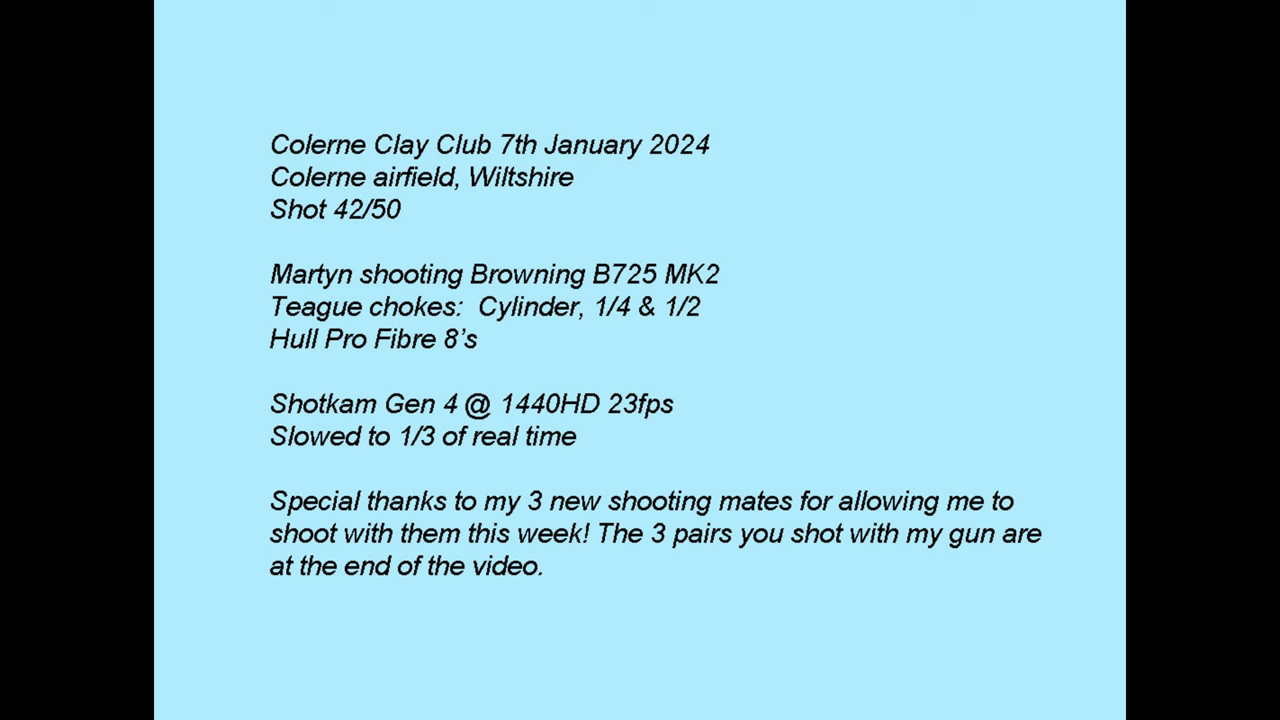 Colerne Clay Club 7th January 2024
Colerne airfield, Wiltshire
Shot 42/50
Martyn shooting Browning B725 MK2
Teague chokes:  Cylinder, 1/4 & 1/2
Hull Pro Fibre 8’s
Shotkam Gen 4 @ 1440HD 23fps
Slowed to 1/3 of real time
Special thanks to my 3 new shooting mates for allowing me to
shoot with them this week! The 3 pairs you shot with my gun are
at the end of the video.